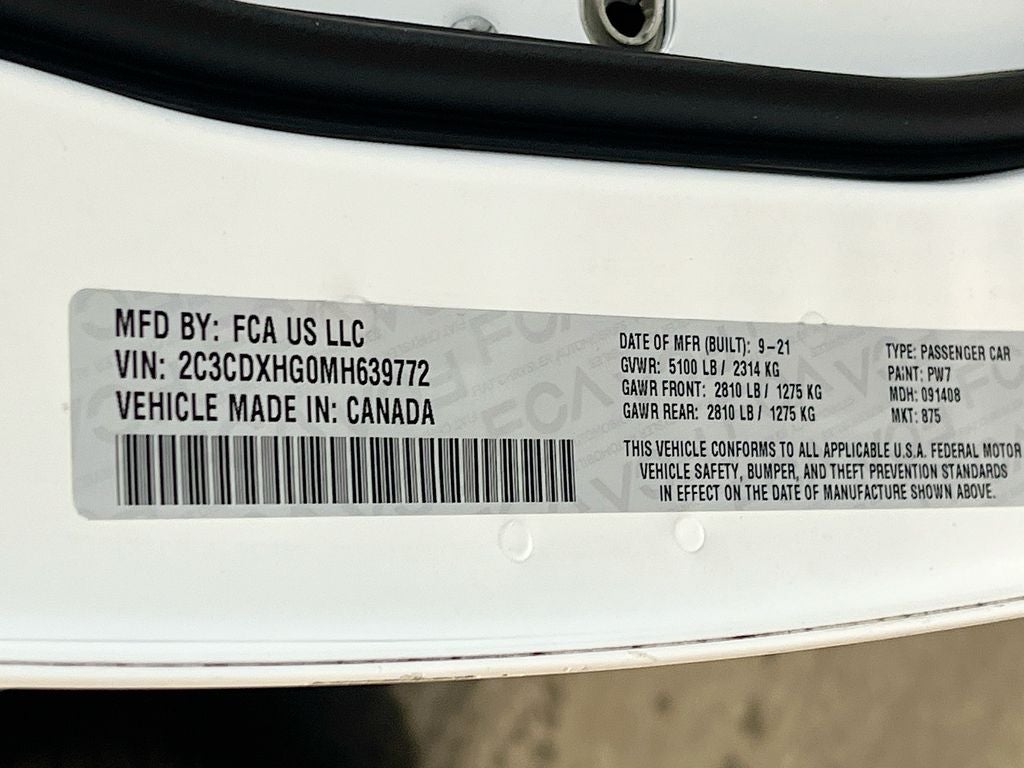 MFD BY: FCA US LLC
VIN: 2C3CDXHG0MH639772
VEHICLE MADE IN: CANADA
DATE OF MFR (BUILT): 9-21
GVWR: 5100 LB / 2314 KG
GAWR FRONT: 2810 LB / 1275 KG
GAWR REAR: 2810 LB / 1275 KG
TYPE: PASSENGER CAR
PAINT: PW7
MDH: 091408
MKT: 875
THIS VEHICLE CONFORMS TO ALL APPLICABLE U.S.A. FEDERAL MOTOR
VEHICLE SAFETY, BUMPER, AND THEFT PREVENTION STANDARDS
IN EFFECT ON THE DATE OF MANUFACTURE SHOWN ABOVE.